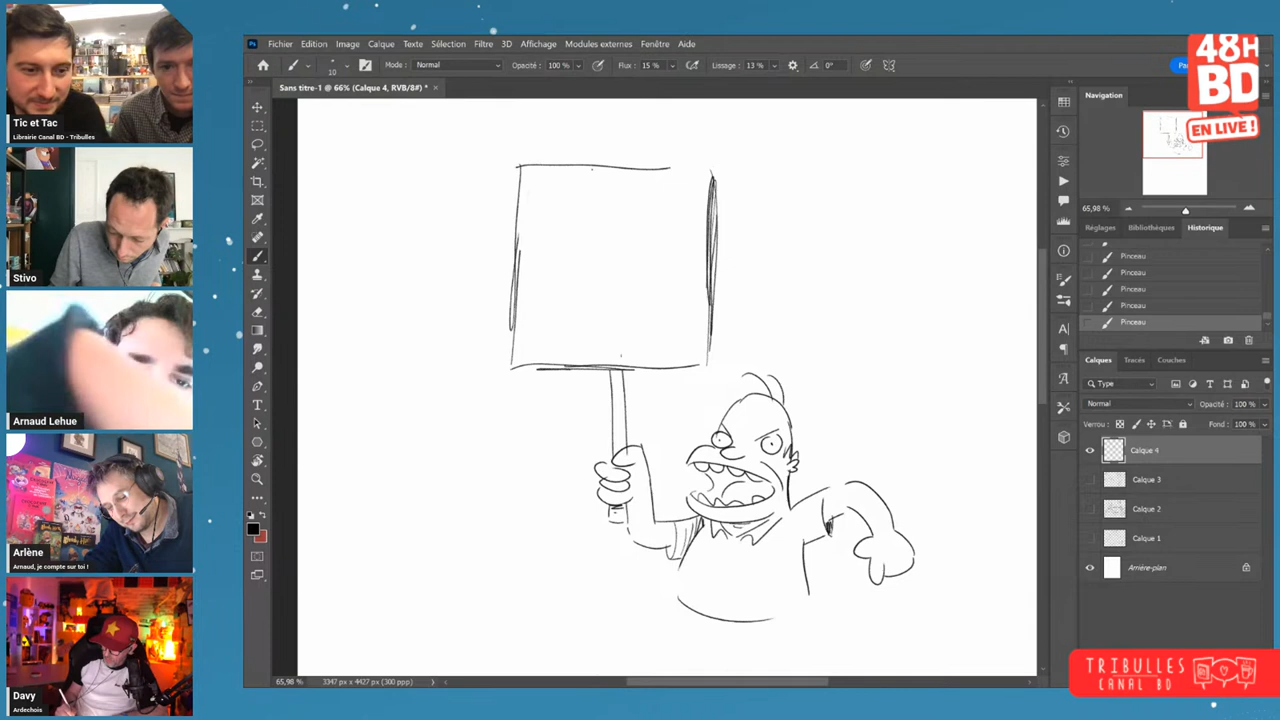 Tic et Tac
Librairie Canal BD - Tribulles
Stivo
Arnaud Lehue
Arlène
Arnaud, je compte sur toi !
Davy
Ardechois
Ps
Fichier Edition Image Calque Texte Sélection Filtre 3D Affichage Modules externes Fenêtre Aide
10 Mode : Normal Opacité : 100 % Flux : 15 % Lissage : 13 % 0°
Sans titre-1 @ 66% (Calque 4, RVB/8#) * ×
48H
BD
EN LIVE !
Navigation
65,98 %
Réglages Bibliothèques Historique
Pinceau
Pinceau
Pinceau
Pinceau
Pinceau
Calques Tracés Couches
Type
Normal Opacité : 100 %
Verrou : Fond : 100 %
Calque 4
Calque 3
Calque 2
Calque 1
Arrière-plan
65,98 % 3347 px x 4427 px (300 ppp)
TRIBULLES
CANAL BD